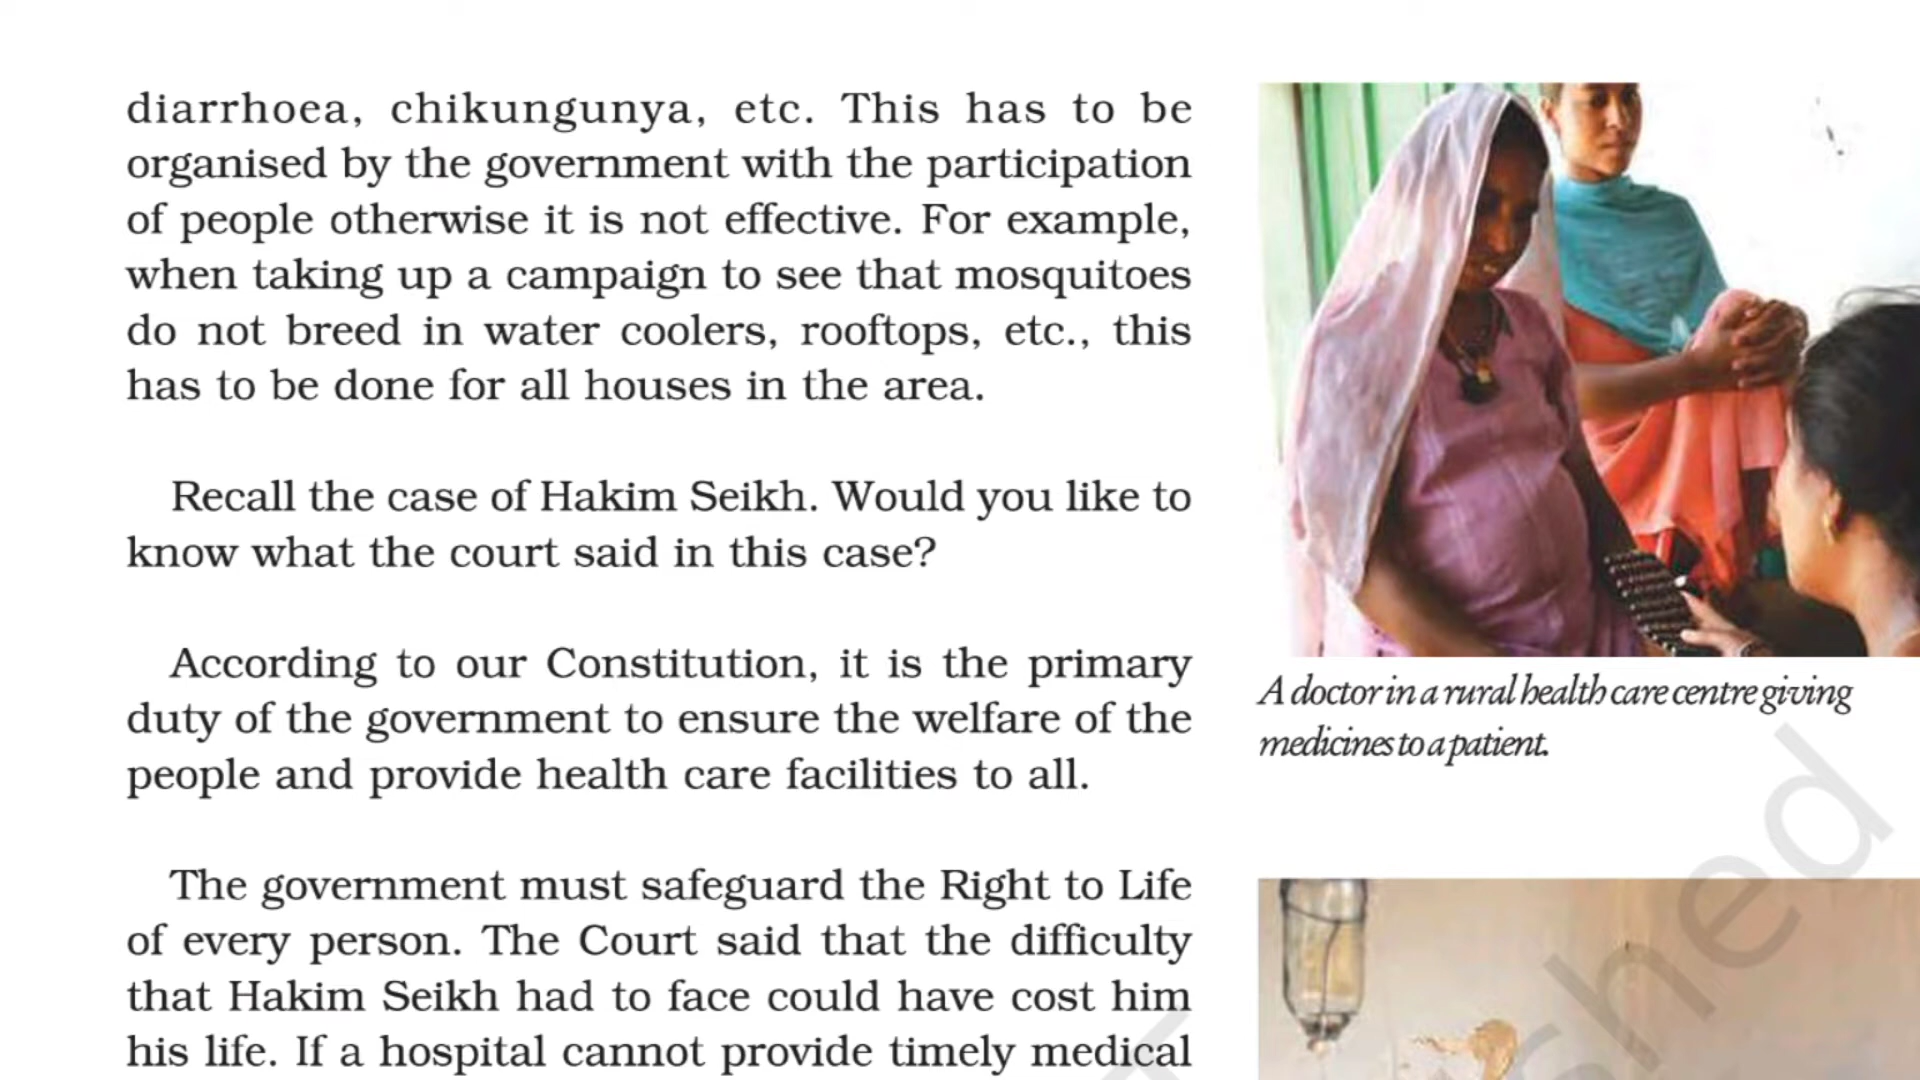 diarrhoea, chikungunya, etc. This has to be
organised by the government with the participation
of people otherwise it is not effective. For example,
when taking up a campaign to see that mosquitoes
do not breed in water coolers, rooftops, etc., this
has to be done for all houses in the area.
Recall the case of Hakim Seikh. Would you like to
know what the court said in this case?
According to our Constitution, it is the primary
duty of the government to ensure the welfare of the
people and provide health care facilities to all.
The government must safeguard the Right to Life
of every person. The Court said that the difficulty
that Hakim Seikh had to face could have cost him
his life. If a hospital cannot provide timely medical
A doctor in a rural health care centre giving
medicines to a patient.